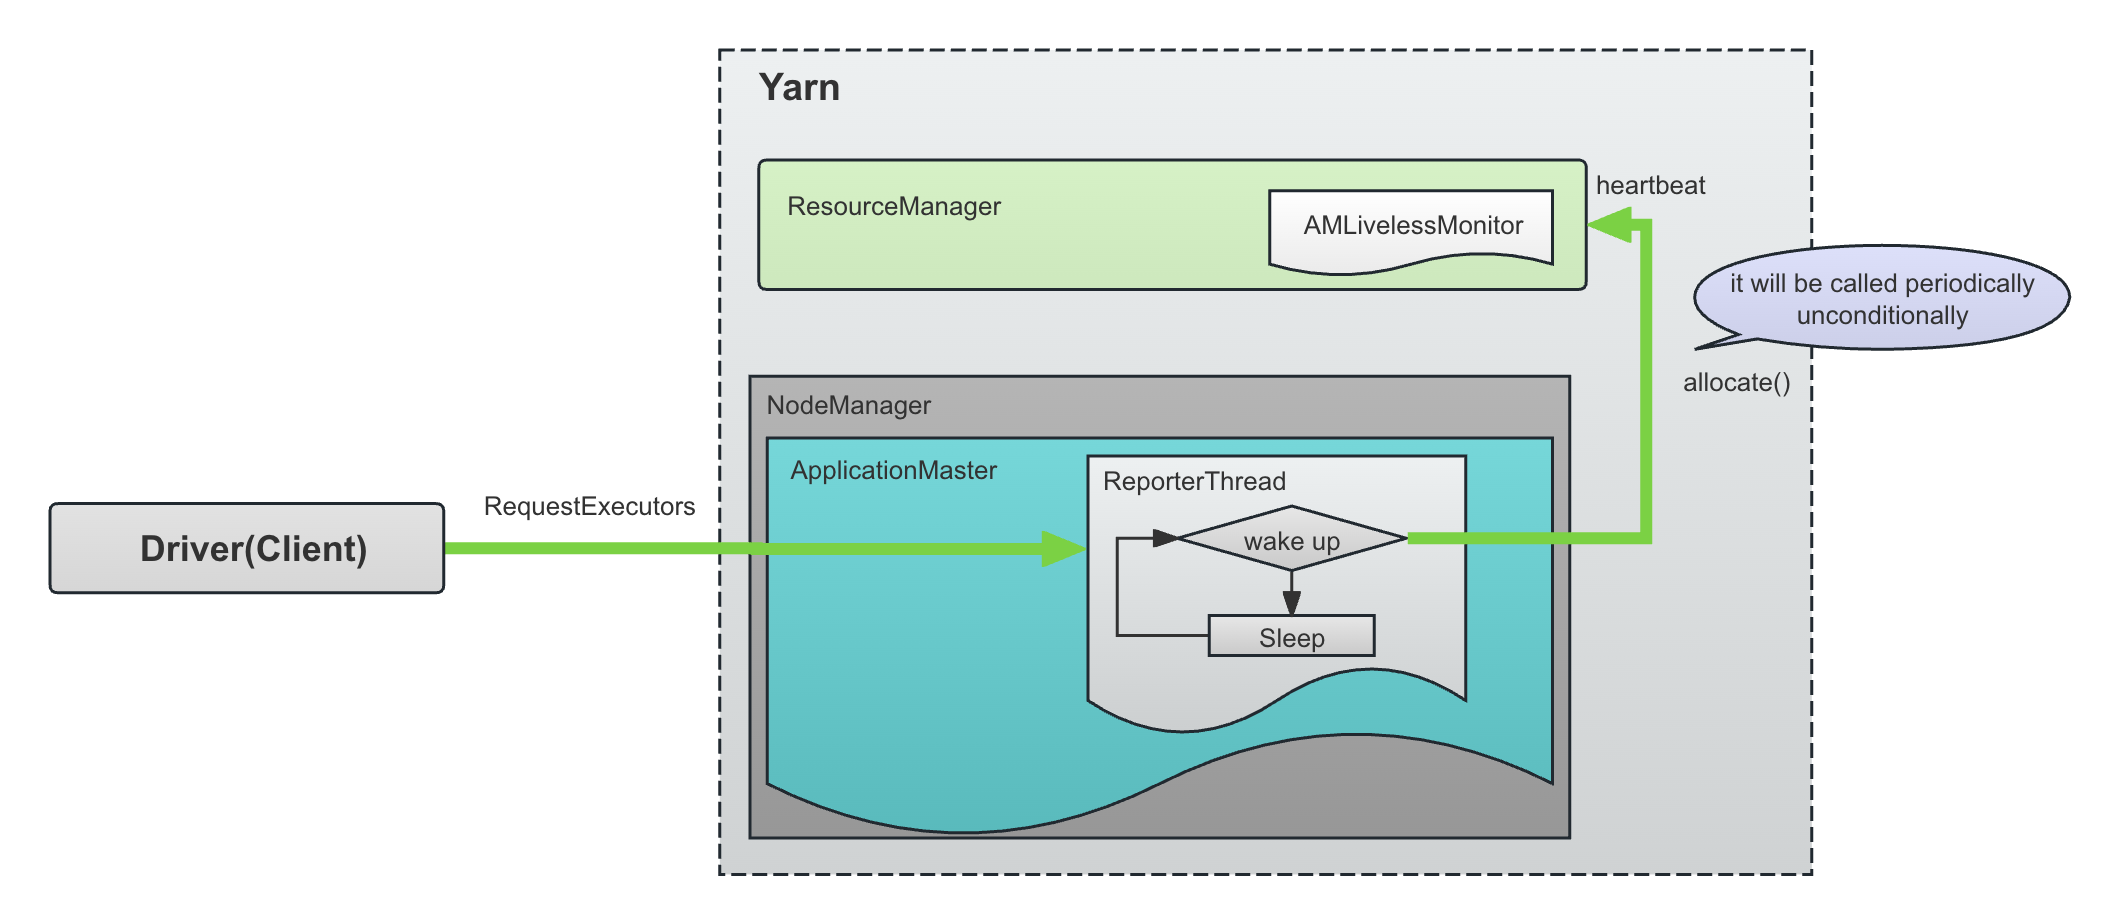 Yarn
ResourceManager
AMLivelessMonitor
heartbeat
it will be called periodically
unconditionally
allocate()
NodeManager
ApplicationMaster
ReporterThread
wake up
Sleep
RequestExecutors
Driver(Client)